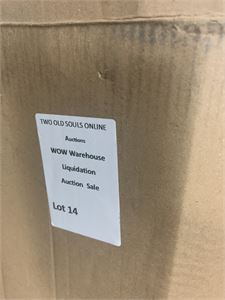 TWO OLD SOULS ONLINE
Auctions
WOW Warehouse
Liquidation
Auction Sale
Lot 14